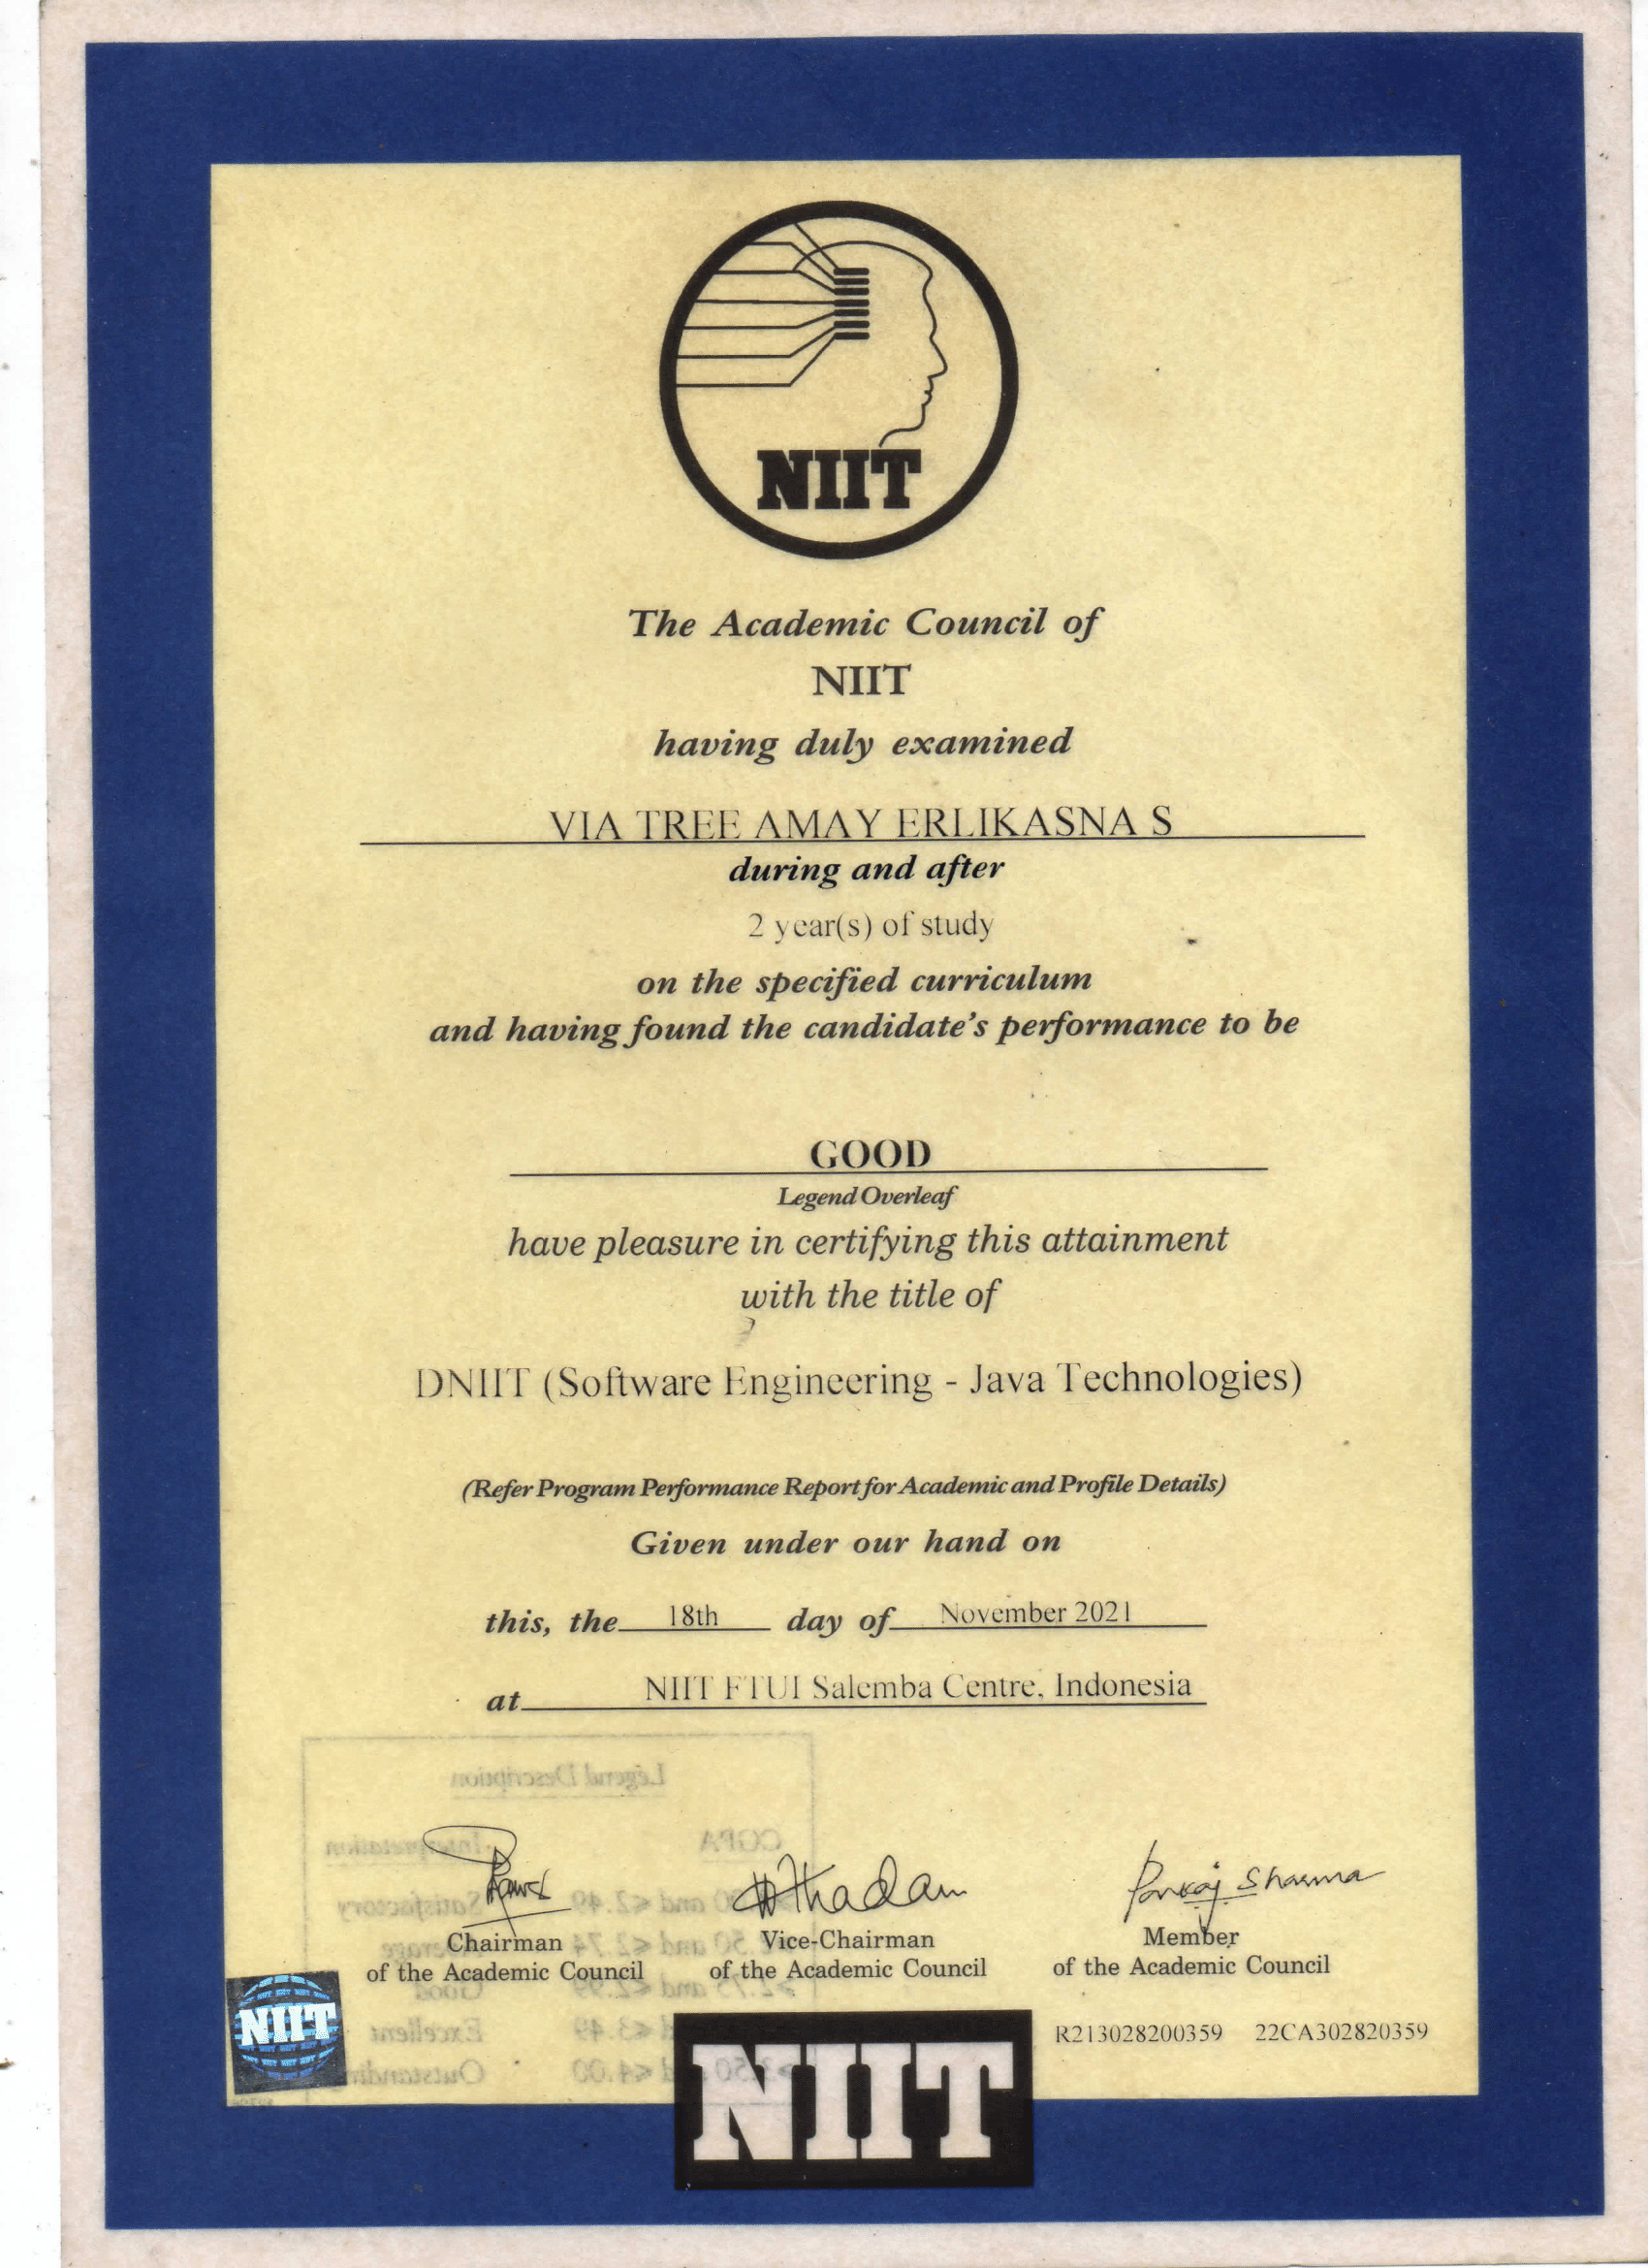 NIIT
The Academic Council of
NIIT
having duly examined
VIA TREE AMAY ERLIKASNA S
during and after
2 year(s) of study
on the specified curriculum
and having found the candidate's performance to be
GOOD
Legend Overleaf
have pleasure in certifying this attainment
with the title of
DNIIT (Software Engineering - Java Technologies)
(Refer Program Performance Report for Academic and Profile Details)
Given under our hand on
this, the 18th day of November 2021
at NIIT FTUI Salemba Centre, Indonesia
Legend Description
CGPA Interpretation
Pankaj Sharma
Chairman Vice-Chairman Member
of the Academic Council of the Academic Council of the Academic Council
NIIT
R213028200359 22CA302820359
NIIT